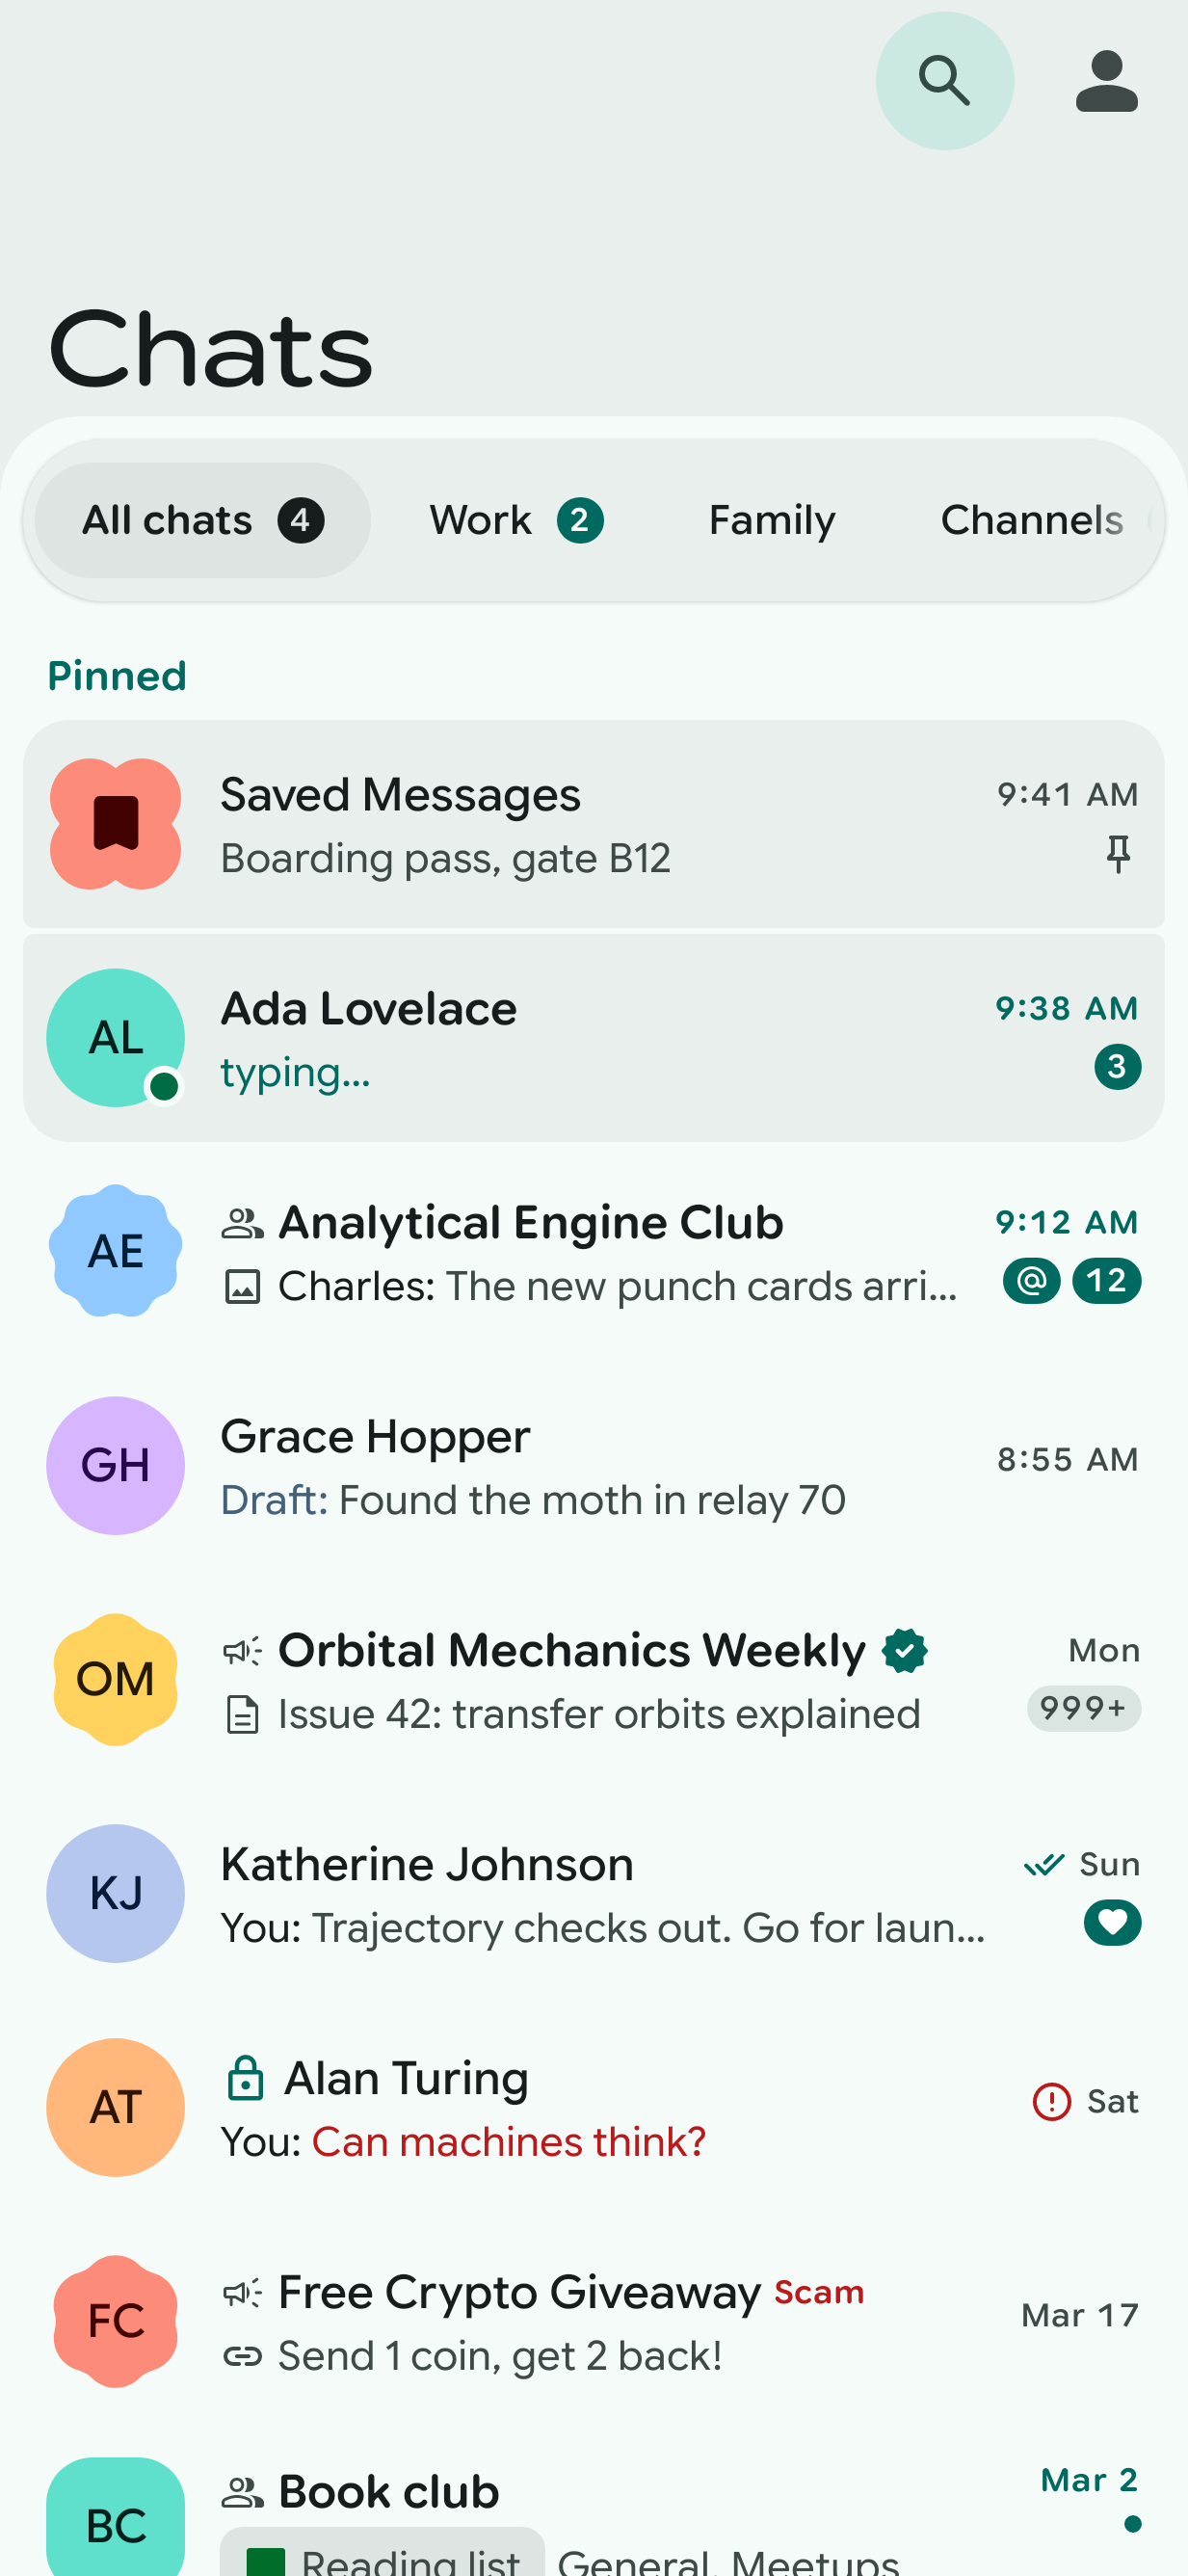 Chats
All chats 4 Work 2 Family Channels
Pinned
Saved Messages 9:41 AM
Boarding pass, gate B12
AL Ada Lovelace 9:38 AM
typing... 3
AE Analytical Engine Club 9:12 AM
Charles: The new punch cards arri... @ 12
GH Grace Hopper 8:55 AM
Draft: Found the moth in relay 70
OM Orbital Mechanics Weekly Mon
Issue 42: transfer orbits explained 999+
KJ Katherine Johnson Sun
You: Trajectory checks out. Go for laun...
AT Alan Turing Sat
You: Can machines think?
FC Free Crypto Giveaway Scam Mar 17
Send 1 coin, get 2 back!
BC Book club Mar 2
Reading list General, Meetups